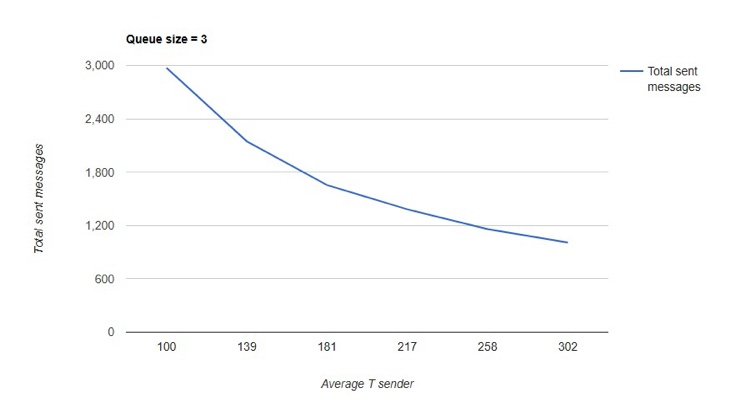 Queue size = 3
3,000
2,400
1,800
1,200
600
0
Total sent messages
100 139 181 217 258 302
Average T sender
Total sent
messages